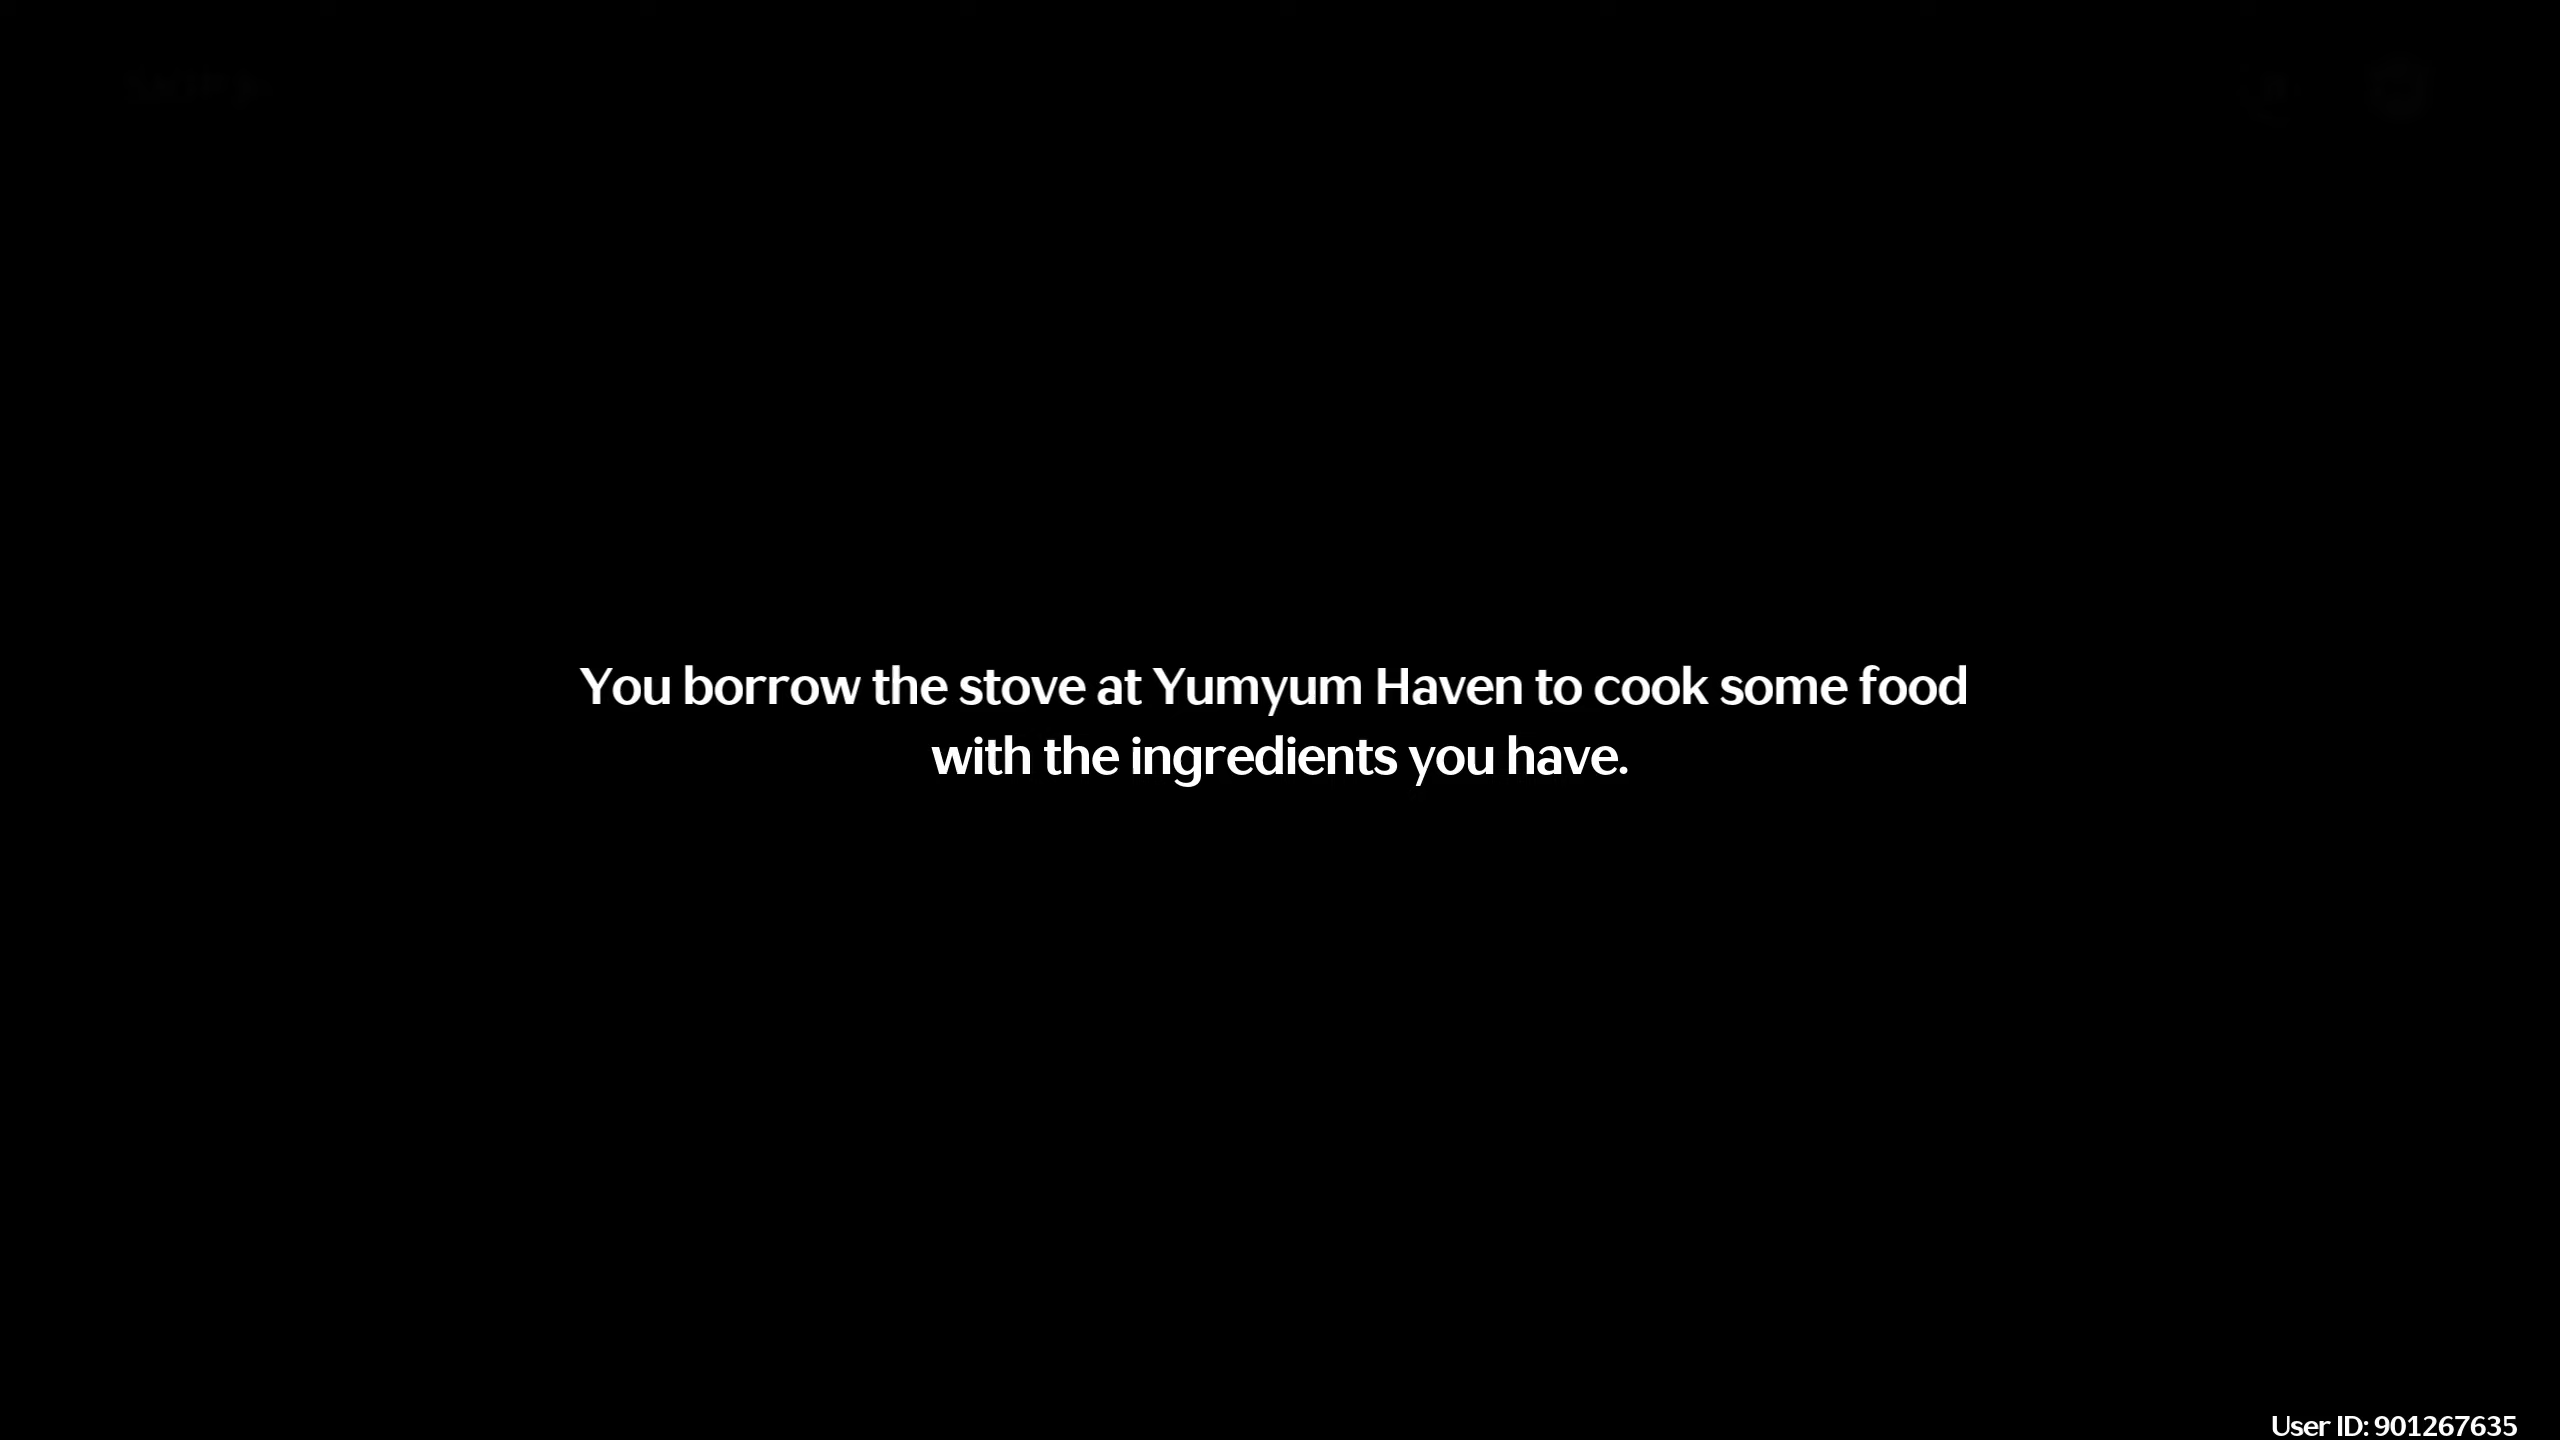 You borrow the stove at Yumyum Haven to cook some food
with the ingredients you have.
User ID: 901267635